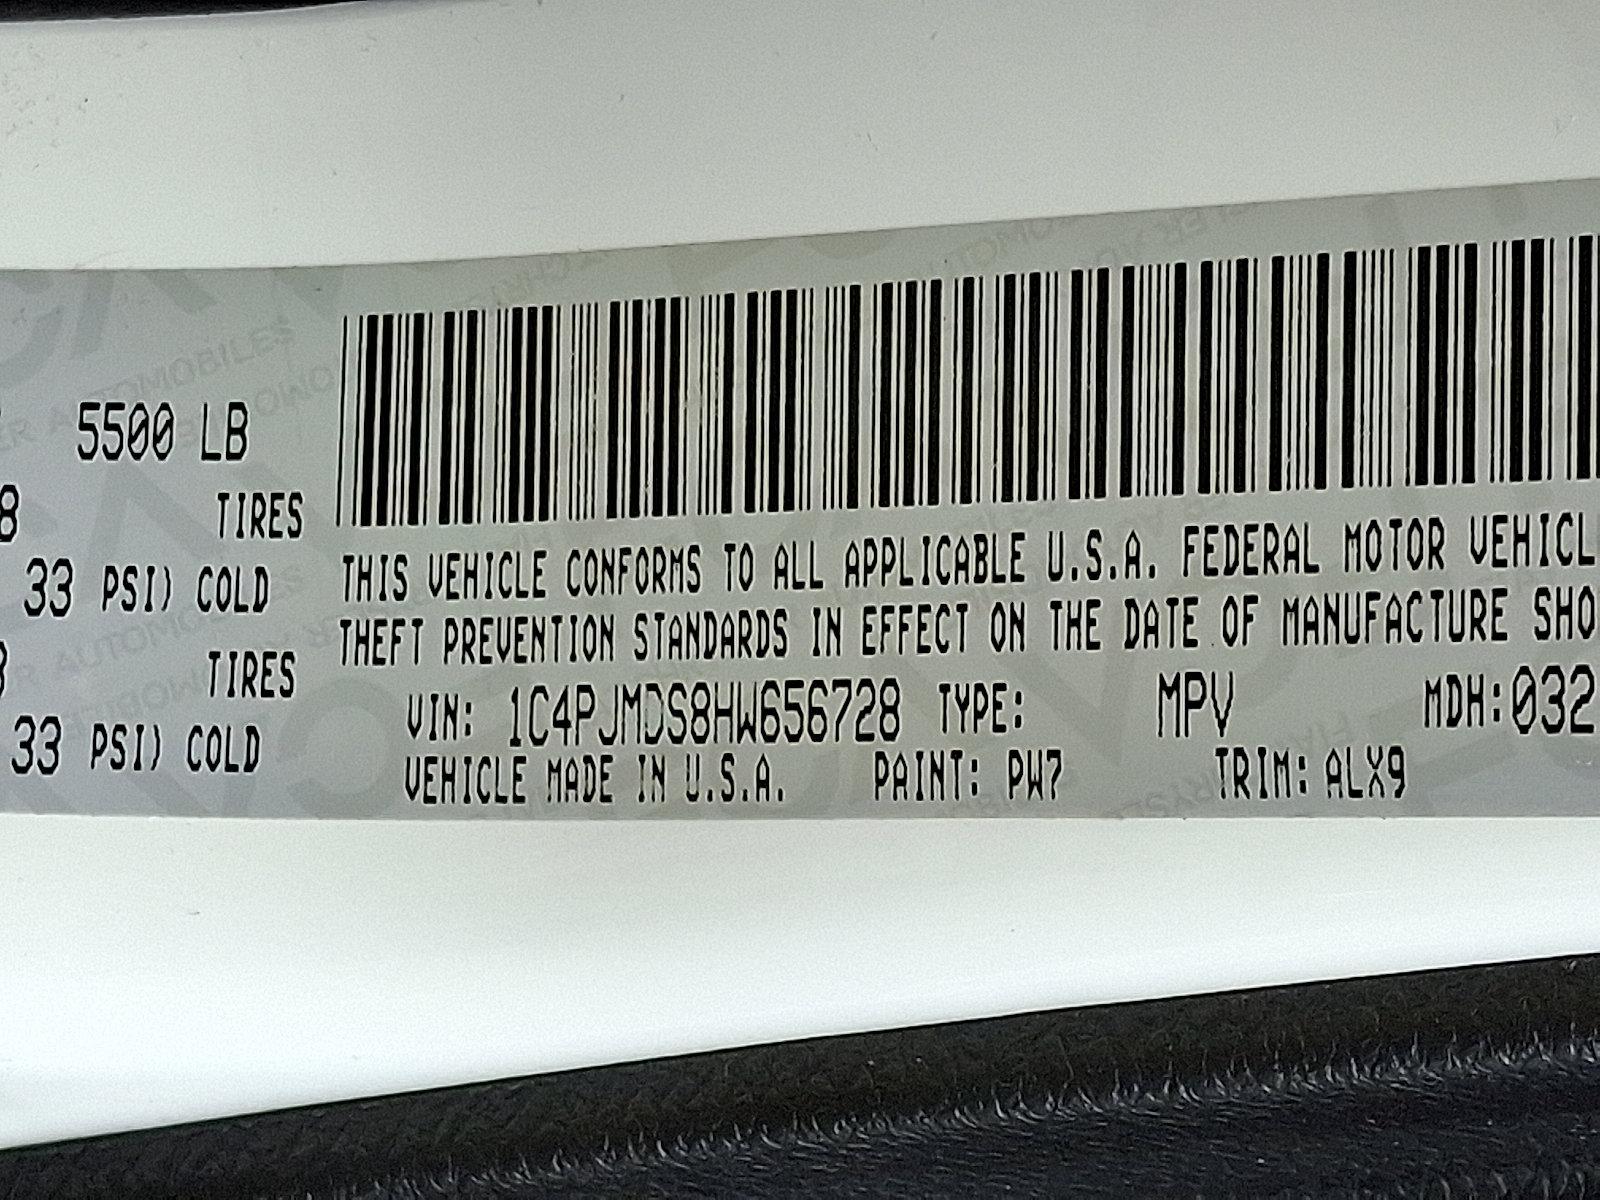 5500 LB
8 TIRES
33 PSI) COLD
TIRES
33 PSI) COLD
THIS VEHICLE CONFORMS TO ALL APPLICABLE U.S.A. FEDERAL MOTOR VEHICL
THEFT PREVENTION STANDARDS IN EFFECT ON THE DATE OF MANUFACTURE SHO
VIN: 1C4PJMDS8HW656728 TYPE: MPV MDH:032
VEHICLE MADE IN U.S.A. PAINT: PW7 TRIM: ALX9